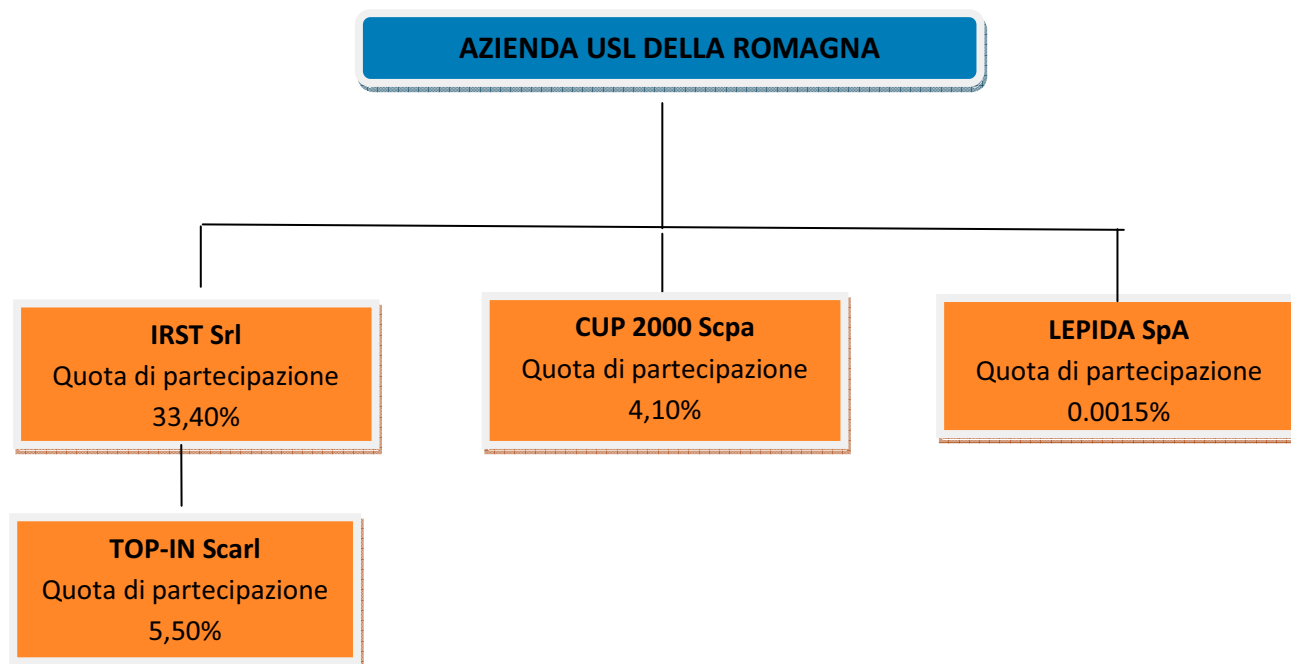 AZIENDA USL DELLA ROMAGNA
IRST Srl
Quota di partecipazione
33,40%
CUP 2000 Scpa
Quota di partecipazione
4,10%
LEPIDA SpA
Quota di partecipazione
0.0015%
TOP-IN Scarl
Quota di partecipazione
5,50%